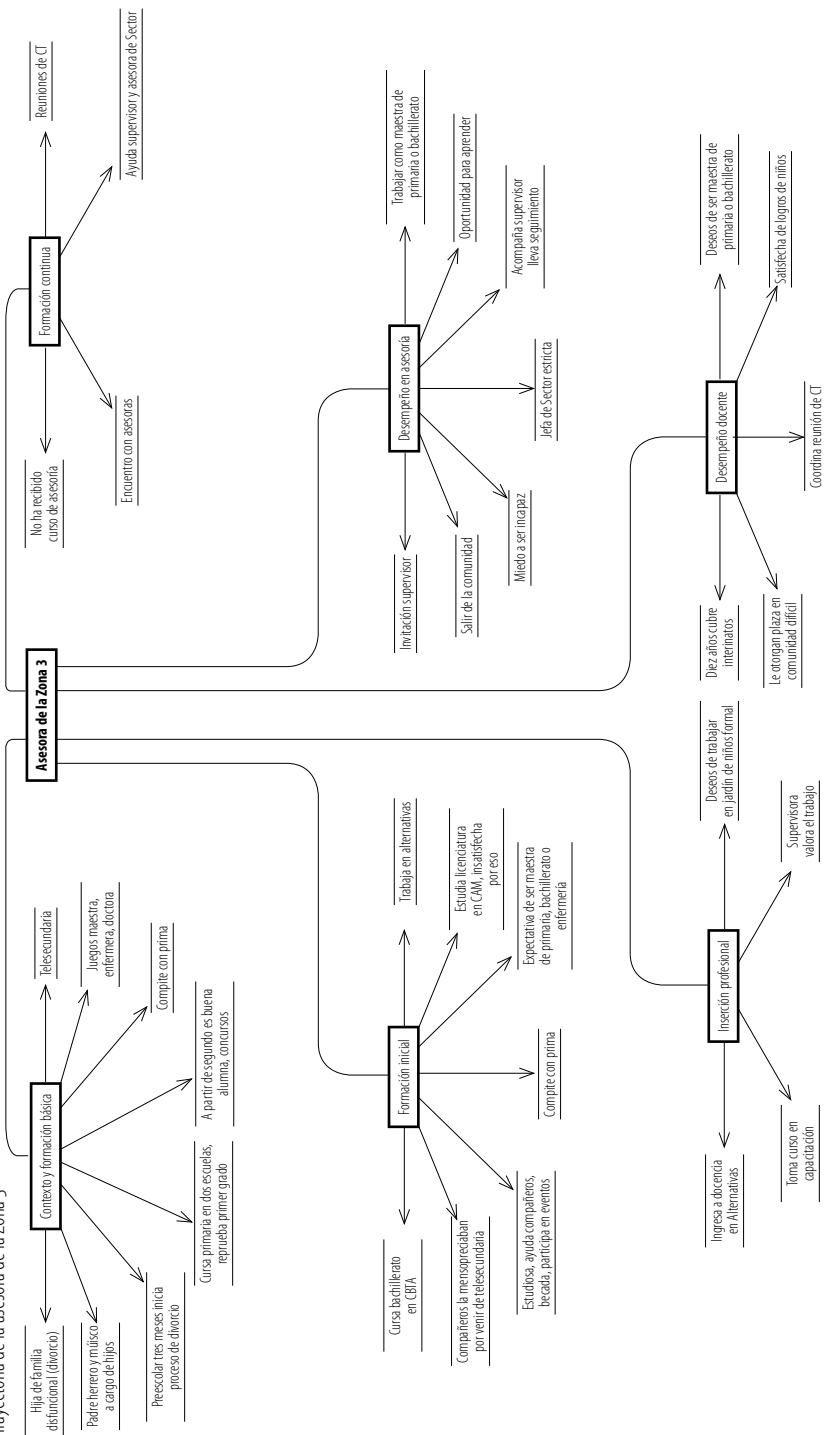 Trayectoria de la asesora de la Zona 3
Asesora de la Zona 3
Contexto y formación básica
Hija de familia
disfuncional (divorcio)
Padre herrero y múisco
a cargo de hijos
Preescolar tres meses inicia
proceso de divorcio
Cursa primaria en dos escuelas,
reprueba primer grado
A partir de segundo es buena
alumna, concursos
Compite con prima
Juegos maestra,
enfermera, doctora
Telesecundaria
Formación continua
No ha recibido
curso de asesoría
Encuentro con asesoras
Ayuda supervisor y asesora de Sector
Reuniones de CT
Formación inicial
Cursa bachillerato
en CBTA
Compañeros la mensopreciaban
por venir de telesecundaria
Estudiosa, ayuda compañeros,
becada, participa en eventos
Compite con prima
Expectativa de ser maestra
de primaria, bachillerato o
enfermería
Estudia licenciatura
en CAM, insatisfecha
por eso
Trabaja en alternativas
Desempeño en asesoría
Invitación supervisor
Salir de la comunidad
Miedo a ser incapaz
Jefa de Sector estricta
Acompaña supervisor
lleva seguimiento
Oportunidad para aprender
Trabajar como maestra de
primaria o bachillerato
Inserción profesional
Ingresa a docencia
en Alternativas
Toma curso en
capacitación
Supervisora
valora el trabajo
Deseos de trabajar
en jardín de niños formal
Desempeño docente
Diez años cubre
interinatos
Le otorgan plaza en
comunidad difícil
Coordina reunión de CT
Satisfecha de logros de niños
Deseos de ser maestra de
primaria o bachillerato